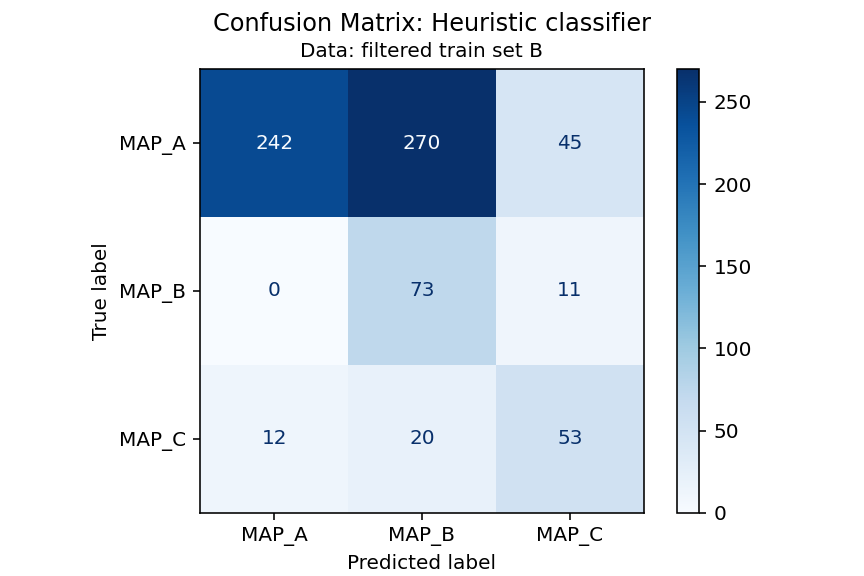 Confusion Matrix: Heuristic classifier
Data: filtered train set B
MAP_A 242 270 45
MAP_B 0 73 11
MAP_C 12 20 53
MAP_A MAP_B MAP_C
Predicted label
True label
250
200
150
100
50
0